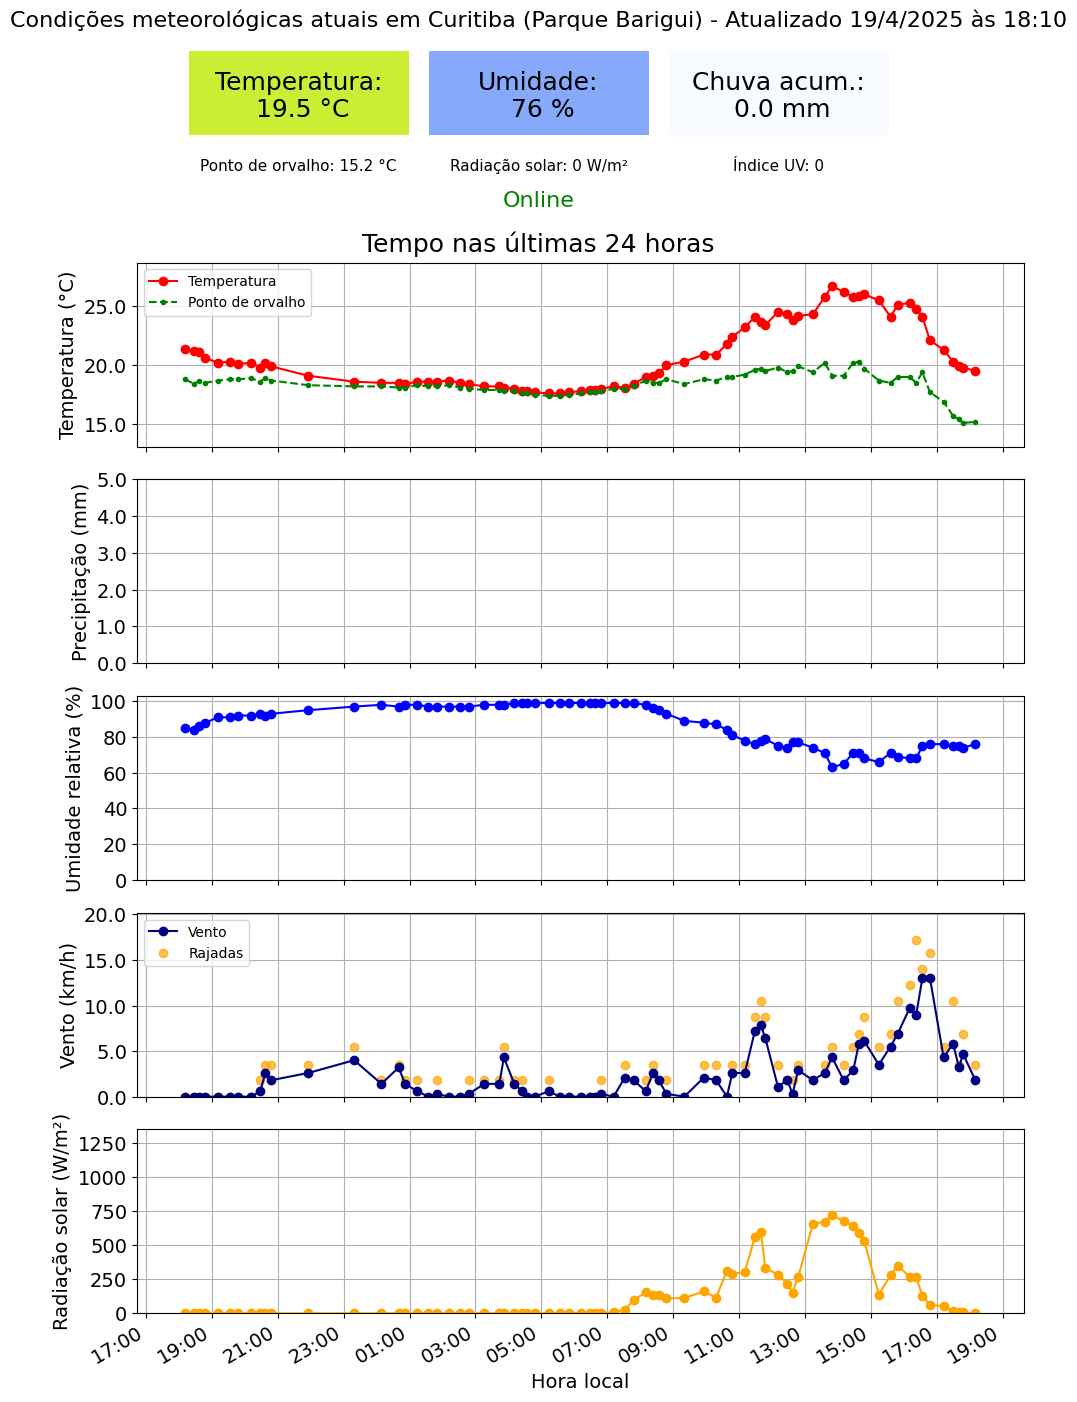 Condições meteorológicas atuais em Curitiba (Parque Barigui) - Atualizado 19/4/2025 às 18:10
Temperatura:
19.5 °C
Umidade:
76 %
Chuva acum.:
0.0 mm
Ponto de orvalho: 15.2 °C
Radiação solar: 0 W/m²
Índice UV: 0
Online
Tempo nas últimas 24 horas
Temperatura (°C)
25.0
20.0
15.0
Temperatura
Ponto de orvalho
Precipitação (mm)
5.0
4.0
3.0
2.0
1.0
0.0
Umidade relativa (%)
100
80
60
40
20
0
Vento (km/h)
20.0
15.0
10.0
5.0
0.0
Vento
Rajadas
Radiação solar (W/m²)
1250
1000
750
500
250
0
17:00
19:00
21:00
23:00
01:00
03:00
05:00
07:00
09:00
11:00
13:00
15:00
17:00
19:00
Hora local